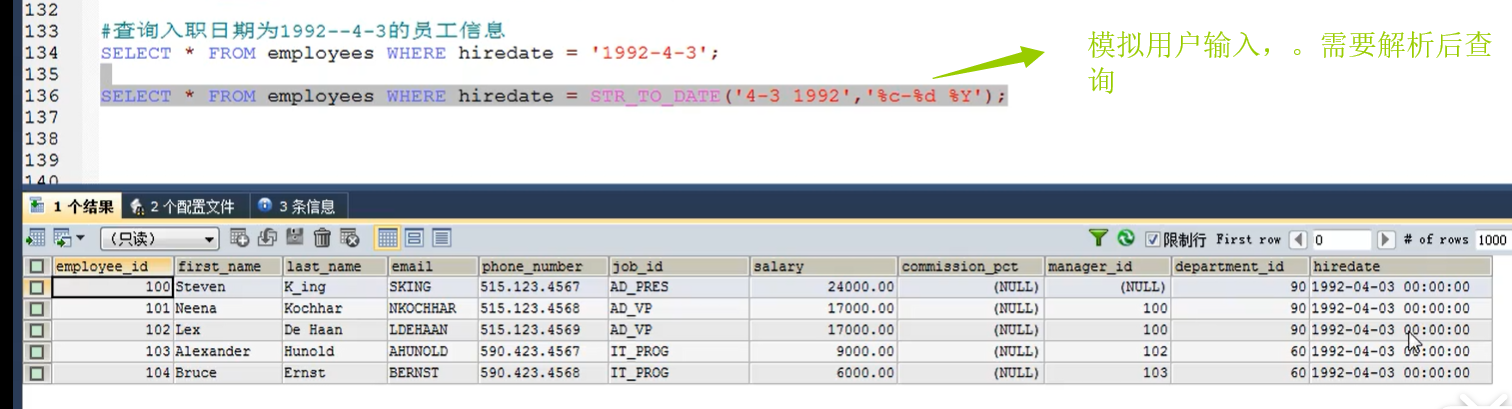 132
133 #查询入职日期为1992--4-3的员工信息
134 SELECT * FROM employees WHERE hiredate = '1992-4-3';
135
136 SELECT * FROM employees WHERE hiredate = STR_TO_DATE('4-3 1992','%c-%d %Y');
137
138
139
140
模拟用户输入，。需要解析后查
询
1 个结果 2 个配置文件 3 条信息
（只读） 限制行 First row 0 # of rows 1000
employee_id first_name last_name email phone_number job_id salary commission_pct manager_id department_id hiredate
100 Steven K_ing SKING 515.123.4567 AD_PRES 24000.00 (NULL) (NULL) 90 1992-04-03 00:00:00
101 Neena Kochhar NKOCHHAR 515.123.4568 AD_VP 17000.00 (NULL) 100 90 1992-04-03 00:00:00
102 Lex De Haan LDEHAAN 515.123.4569 AD_VP 17000.00 (NULL) 100 90 1992-04-03 00:00:00
103 Alexander Hunold AHUNOLD 590.423.4567 IT_PROG 9000.00 (NULL) 102 60 1992-04-03 00:00:00
104 Bruce Ernst BERNST 590.423.4568 IT_PROG 6000.00 (NULL) 103 60 1992-04-03 00:00:00